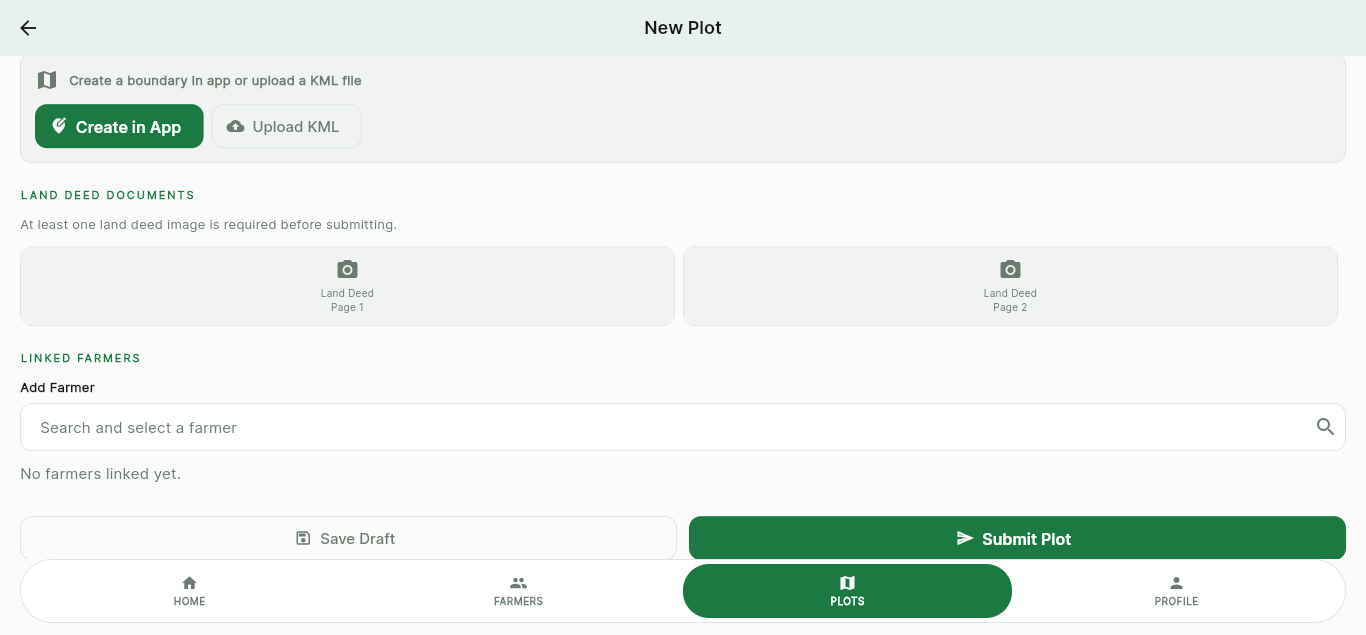 New Plot
Create a boundary in app or upload a KML file
Create in App
Upload KML
LAND DEED DOCUMENTS
At least one land deed image is required before submitting.
Land Deed
Page 1
Land Deed
Page 2
LINKED FARMERS
Add Farmer
Search and select a farmer
No farmers linked yet.
Save Draft
Submit Plot
HOME
FARMERS
PLOTS
PROFILE